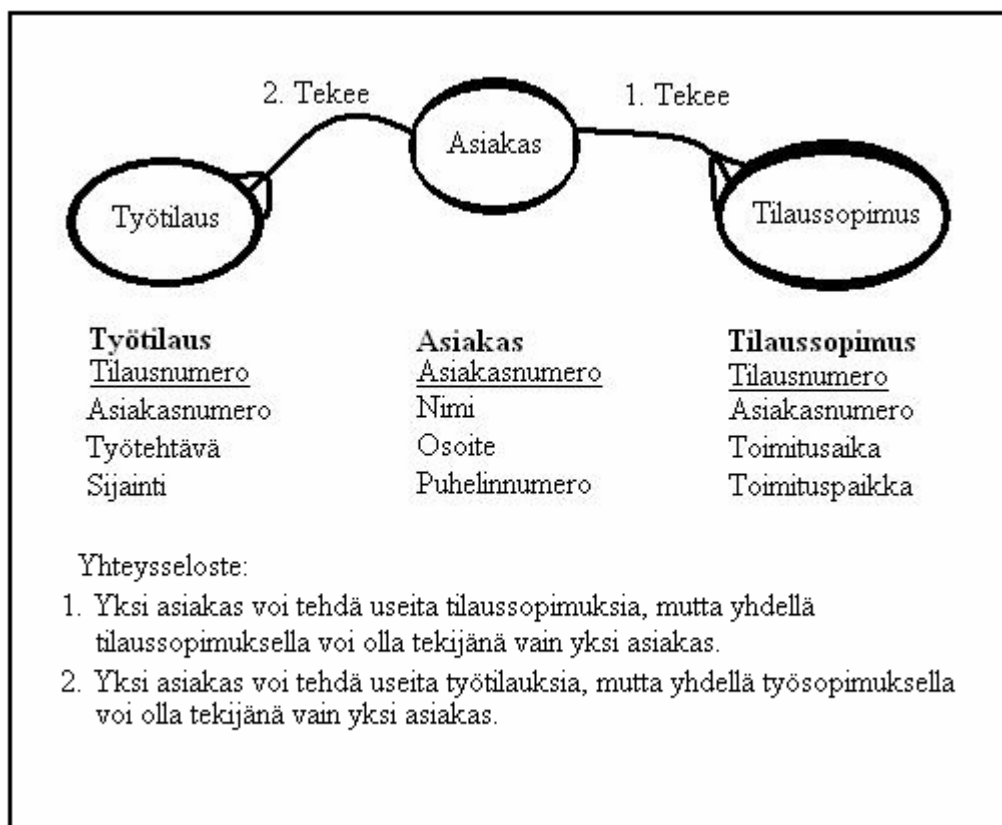 2. Tekee
1. Tekee
Asiakas
Työtilaus
Tilaussopimus
Työtilaus
Tilausnumero
Asiakasnumero
Työtehtävä
Sijainti
Asiakas
Asiakasnumero
Nimi
Osoite
Puhelinnumero
Tilaussopimus
Tilausnumero
Asiakasnumero
Toimitusaika
Toimituspaikka
Yhteysseloste:
1. Yksi asiakas voi tehdä useita tilaussopimuksia, mutta yhdellä
tilaussopimuksella voi olla tekijänä vain yksi asiakas.
2. Yksi asiakas voi tehdä useita työtilauksia, mutta yhdellä työsopimuksella
voi olla tekijänä vain yksi asiakas.